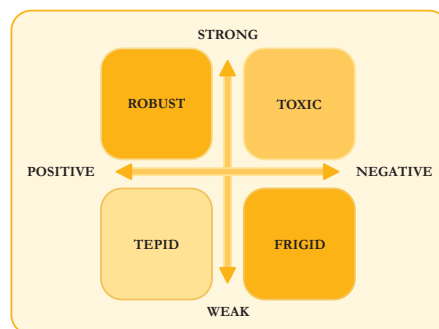 STRONG
ROBUST
TOXIC
POSITIVE
NEGATIVE
TEPID
FRIGID
WEAK